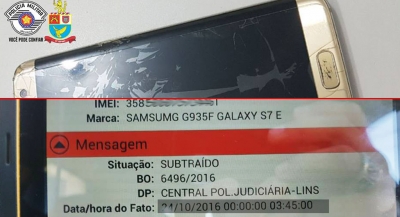 POLÍCIA MILITAR
VOCÊ PODE CONFIAR
IMEI: 358
Marca: SAMSUMG G935F GALAXY S7 E
Mensagem
Situação: SUBTRAÍDO
BO: 6496/2016
DP: CENTRAL POL.JUDICIÁRIA-LINS
Data/hora do Fato: 24/10/2016 00:00:00 03:45:00